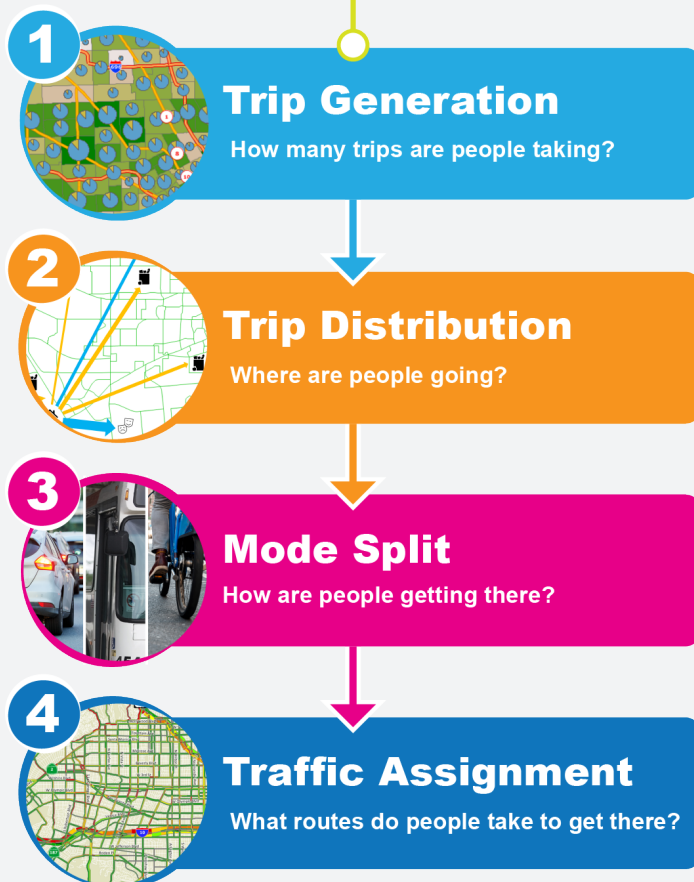 1
Trip Generation
How many trips are people taking?
2
Trip Distribution
Where are people going?
3
Mode Split
How are people getting there?
4
Traffic Assignment
What routes do people take to get there?